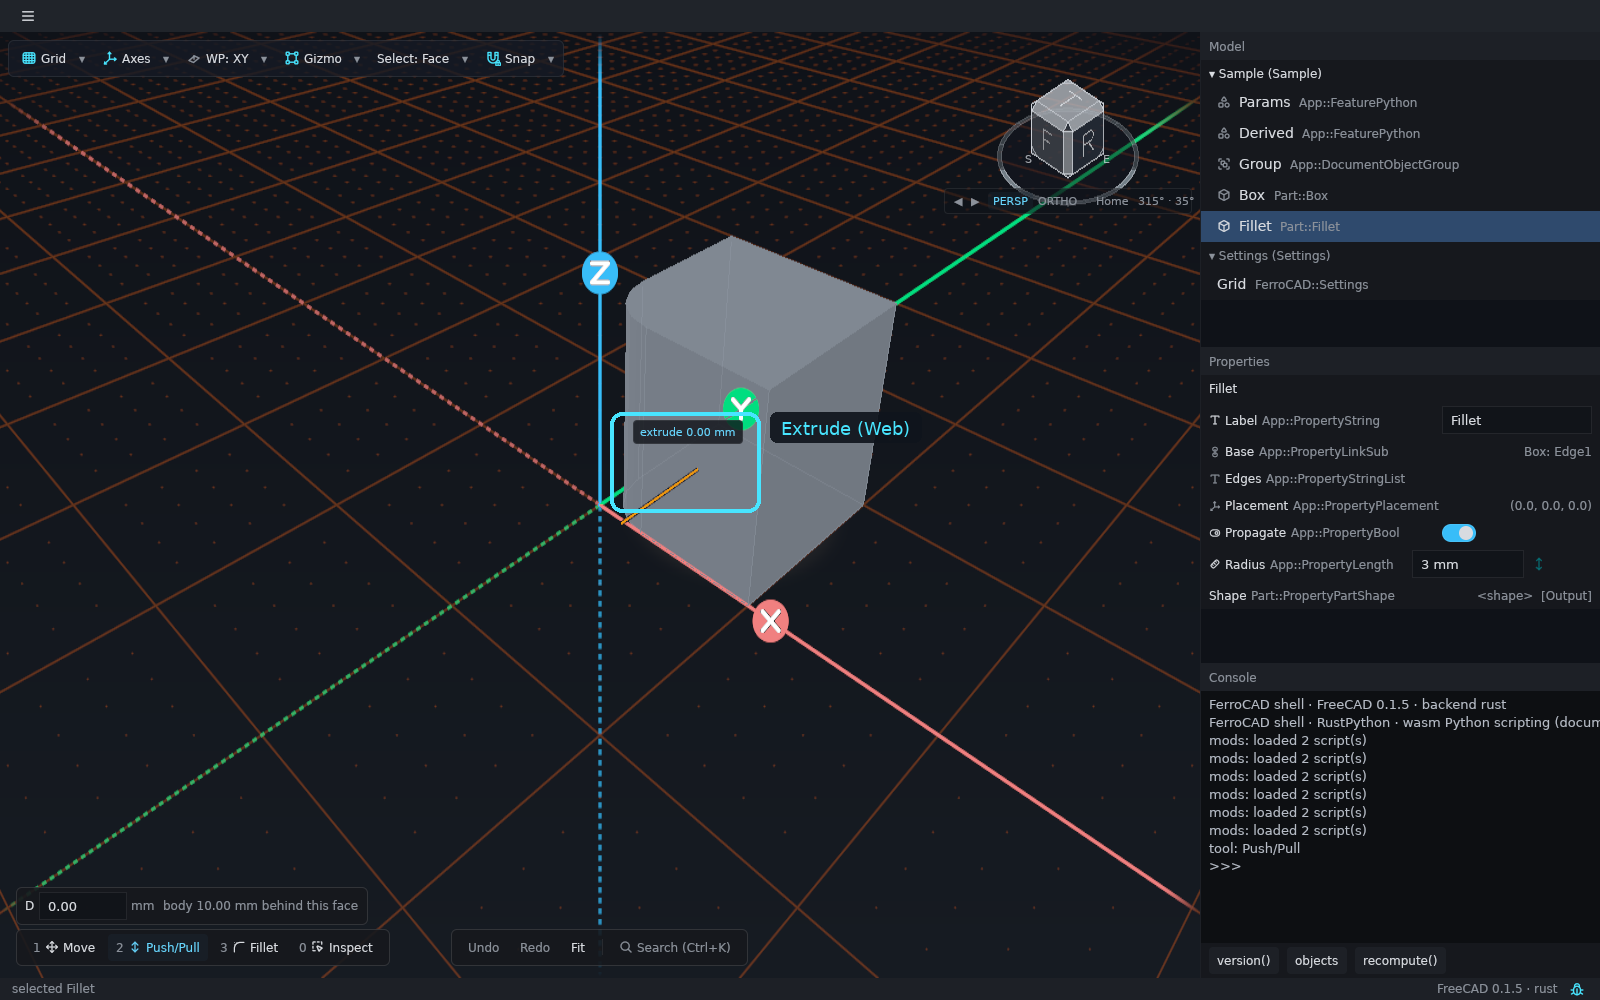 Grid ▾ Axes ▾ WP: XY ▾ Gizmo ▾ Select: Face ▾ Snap ▾
T
F R
S E
◀ ▶ PERSP ORTHO Home 315° · 35°
Z
Y
extrude 0.00 mm
Extrude (Web)
X
D 0.00 mm body 10.00 mm behind this face
1 Move 2 Push/Pull 3 Fillet 0 Inspect
Undo Redo Fit Search (Ctrl+K)
Model
▾ Sample (Sample)
Params App::FeaturePython
Derived App::FeaturePython
Group App::DocumentObjectGroup
Box Part::Box
Fillet Part::Fillet
▾ Settings (Settings)
Grid FerroCAD::Settings
Properties
Fillet
Label App::PropertyString Fillet
Base App::PropertyLinkSub Box: Edge1
Edges App::PropertyStringList
Placement App::PropertyPlacement (0.0, 0.0, 0.0)
Propagate App::PropertyBool
Radius App::PropertyLength 3 mm
Shape Part::PropertyPartShape <shape> [Output]
Console
FerroCAD shell · FreeCAD 0.1.5 · backend rust
FerroCAD shell · RustPython · wasm Python scripting (docum
mods: loaded 2 script(s)
mods: loaded 2 script(s)
mods: loaded 2 script(s)
mods: loaded 2 script(s)
mods: loaded 2 script(s)
mods: loaded 2 script(s)
tool: Push/Pull
>>>
version() objects recompute()
selected Fillet
FreeCAD 0.1.5 · rust